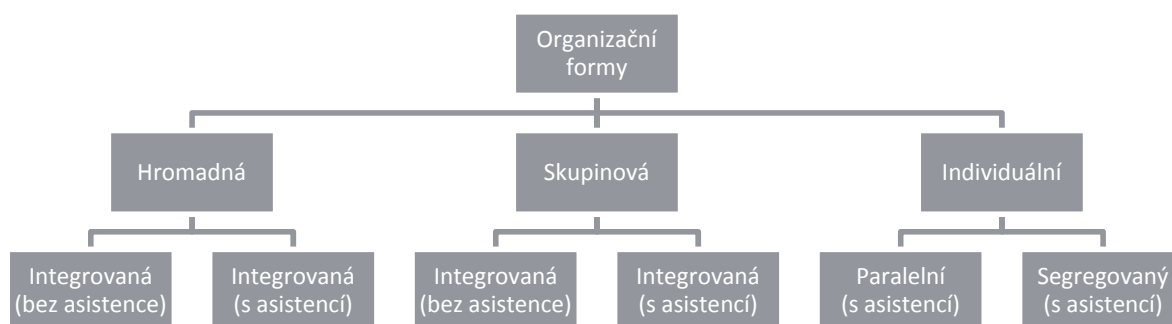 Organizační
formy
Hromadná
Skupinová
Individuální
Integrovaná
(bez asistence)
Integrovaná
(s asistencí)
Integrovaná
(bez asistence)
Integrovaná
(s asistencí)
Paralelní
(s asistencí)
Segregovaný
(s asistencí)